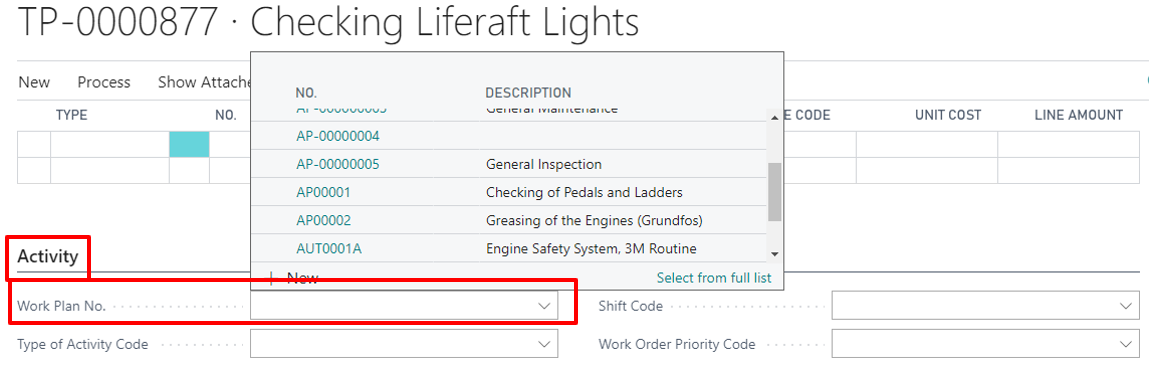 TP-0000877 · Checking Liferaft Lights
New Process Show Attache
NO. DESCRIPTION
TYPE NO. E CODE UNIT COST LINE AMOUNT
General Maintenance
AP-00000004
AP-00000005 General Inspection
AP00001 Checking of Pedals and Ladders
AP00002 Greasing of the Engines (Grundfos)
AUT0001A Engine Safety System, 3M Routine
+ New Select from full list
Activity
Work Plan No. Shift Code
Type of Activity Code Work Order Priority Code